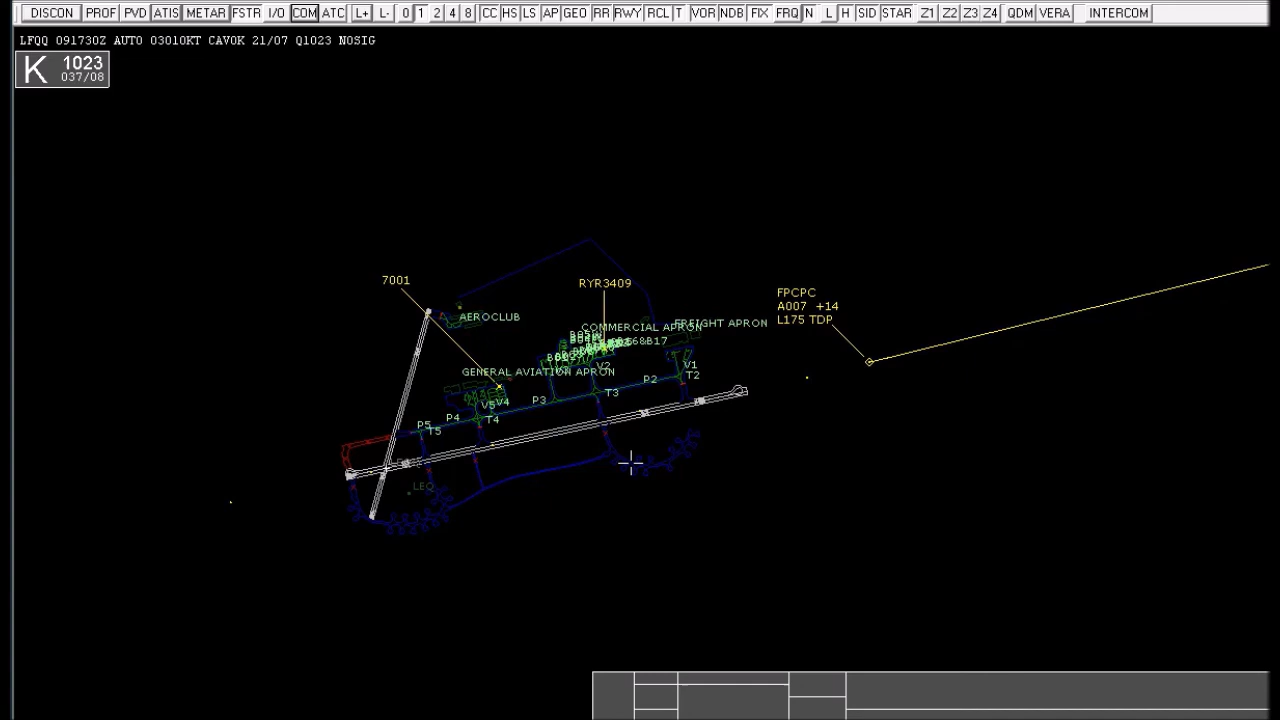 DISCON PROF PVD ATIS METAR FSTR I/O COM ATC L+ L- 0 1 2 4 8 CC HS LS AP GEO RR RWY RCL T VOR NDB FIX FRQ N L H SID STAR Z1 Z2 Z3 Z4 QDM VERA INTERCOM
LFQQ 091730Z AUTO 03010KT CAVOK 21/07 Q1023 NOSIG
K 1023
037/08
7001
RYR3409
FPCPC
A007 +14
L175 TDP
AEROCLUB
COMMERCIAL APRON
FREIGHT APRON
GENERAL AVIATION APRON
V1
V2
T2
P2
T3
P3
V5
V4
P4
T4
P5
T5
LEQ